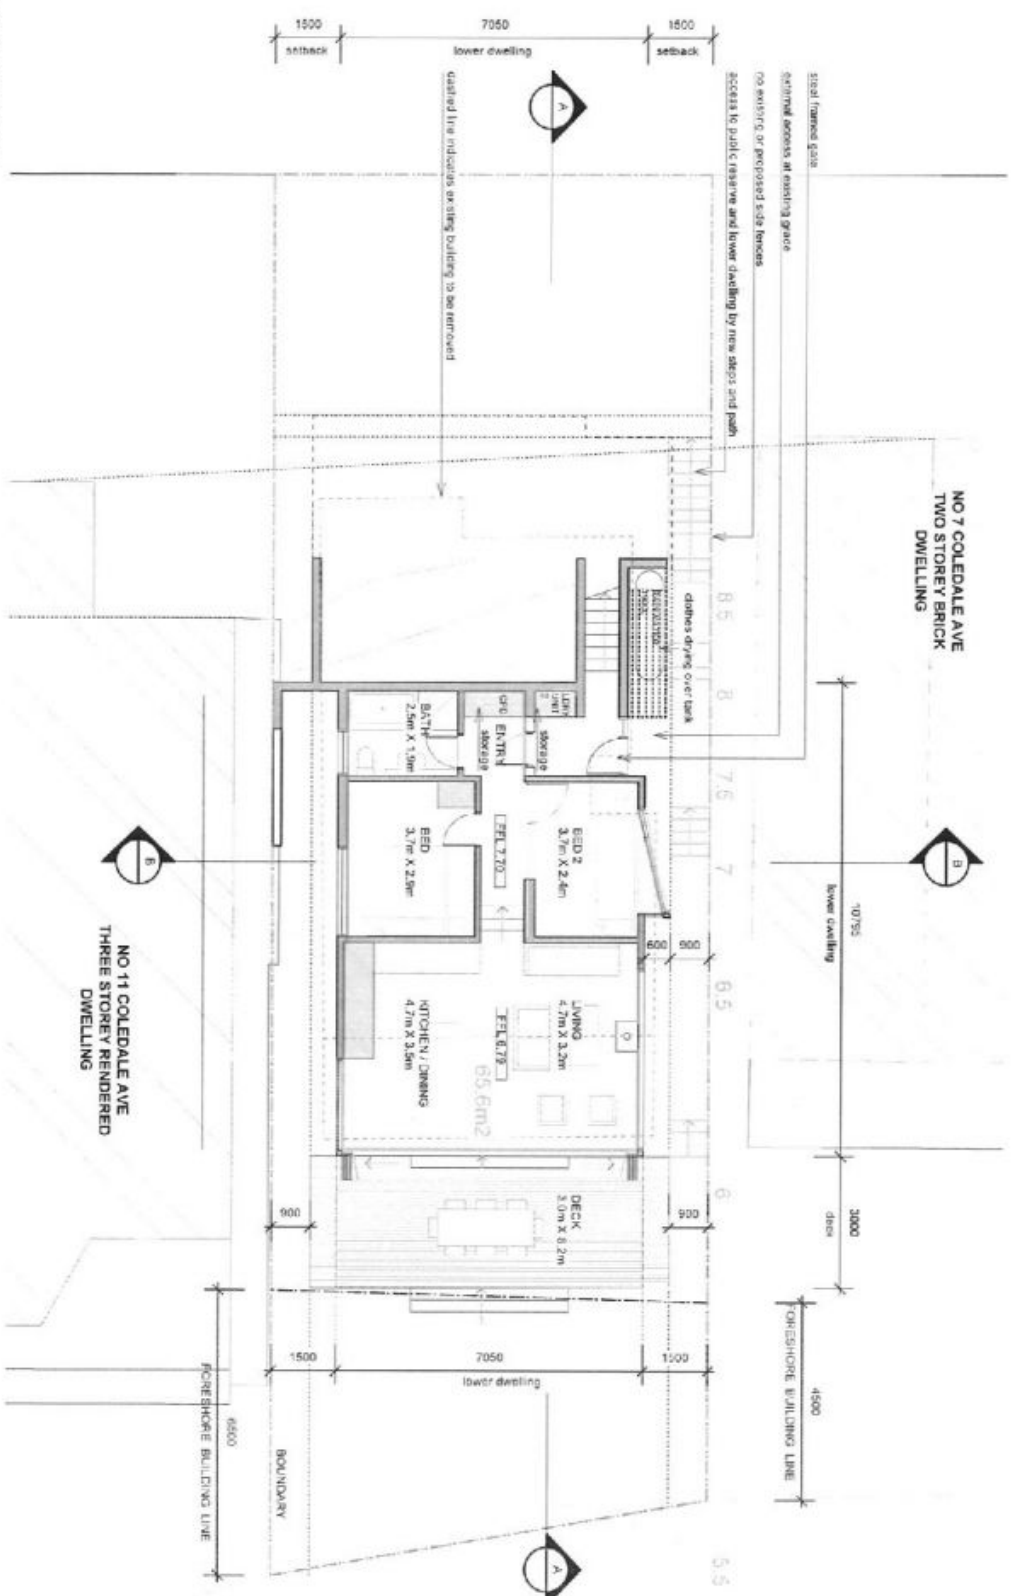 1500
setback
7050
lower dwelling
1500
setback
A
dashed line indicates existing building to be removed
access to public reserve and lower dwelling by new steps and path
no existing or proposed side fences
external access at existing grade
steel framed gate
NO 7 COLEDALE AVE
TWO STOREY BRICK
DWELLING
RAINWATER
TANK
clothes drying over tank
8.5
8
7.5
7
6.5
6
5.5
BATH
2.5m X 1.9m
CPD
storage
ENTRY
LDRY
UNIT
storage
BED
3.7m X 2.9m
FFL 7.70
BED 2
3.7m X 2.4m
B
B
10795
lower dwelling
600
900
NO 11 COLEDALE AVE
THREE STOREY RENDERED
DWELLING
KITCHEN / DINING
4.7m X 3.5m
FFL 6.79
LIVING
4.7m X 3.2m
65.6m2
DECK
3.0m X 8.2m
900
900
3000
deck
1500
7050
lower dwelling
1500
FORESHORE BUILDING LINE
4500
FORESHORE BUILDING LINE
6500
BOUNDARY
A